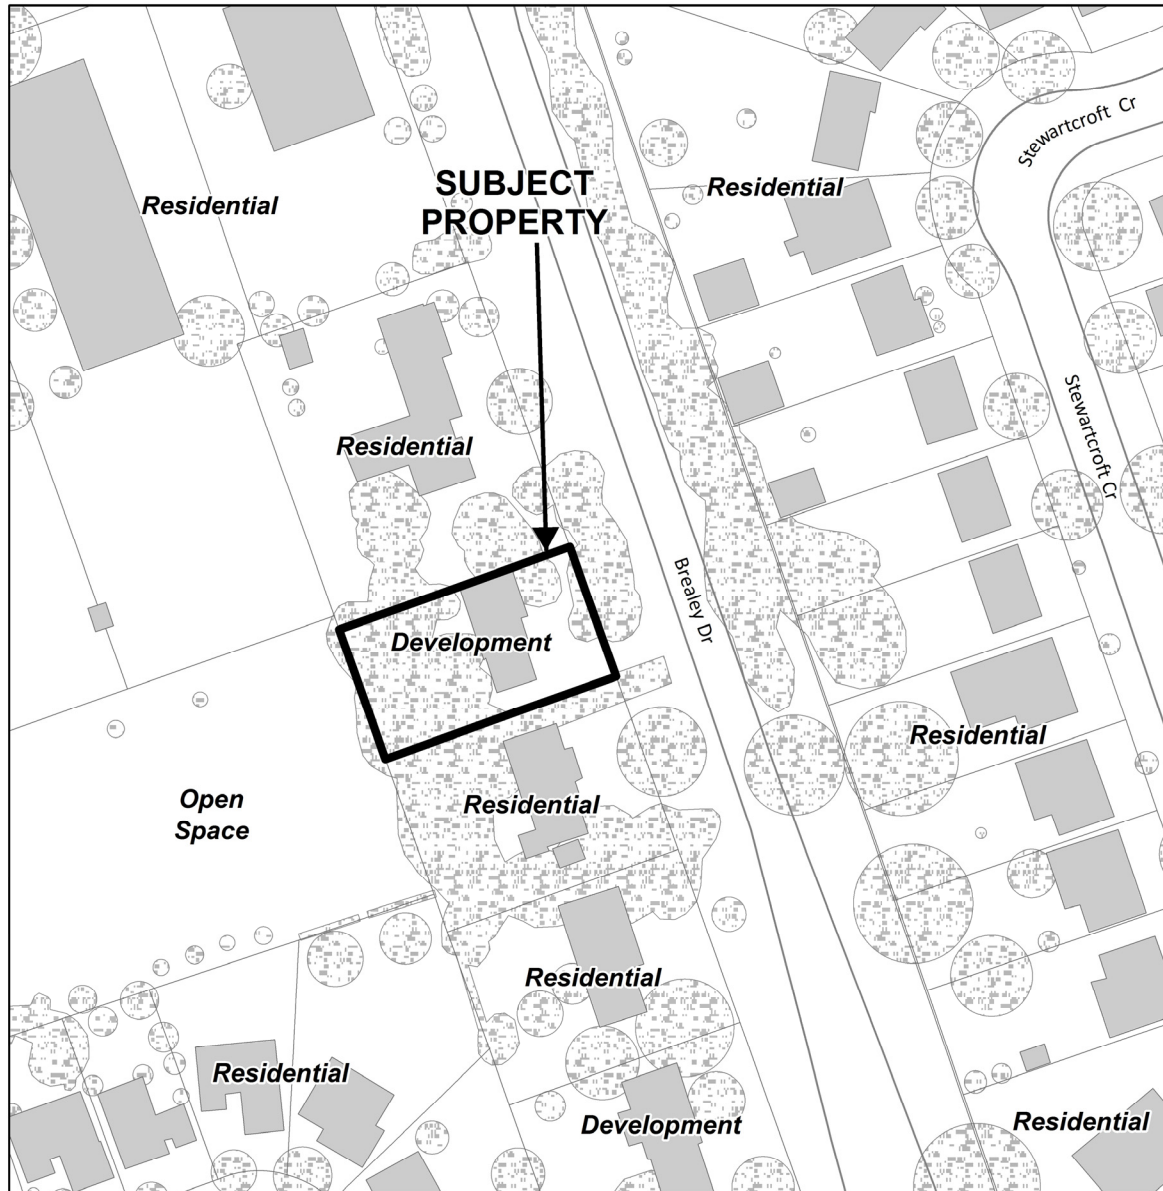 Stewartcroft Cr
SUBJECT
PROPERTY
Residential
Residential
Stewartcroft Cr
Residential
Brealey Dr
Development
Residential
Open
Space
Residential
Residential
Residential
Development
Residential